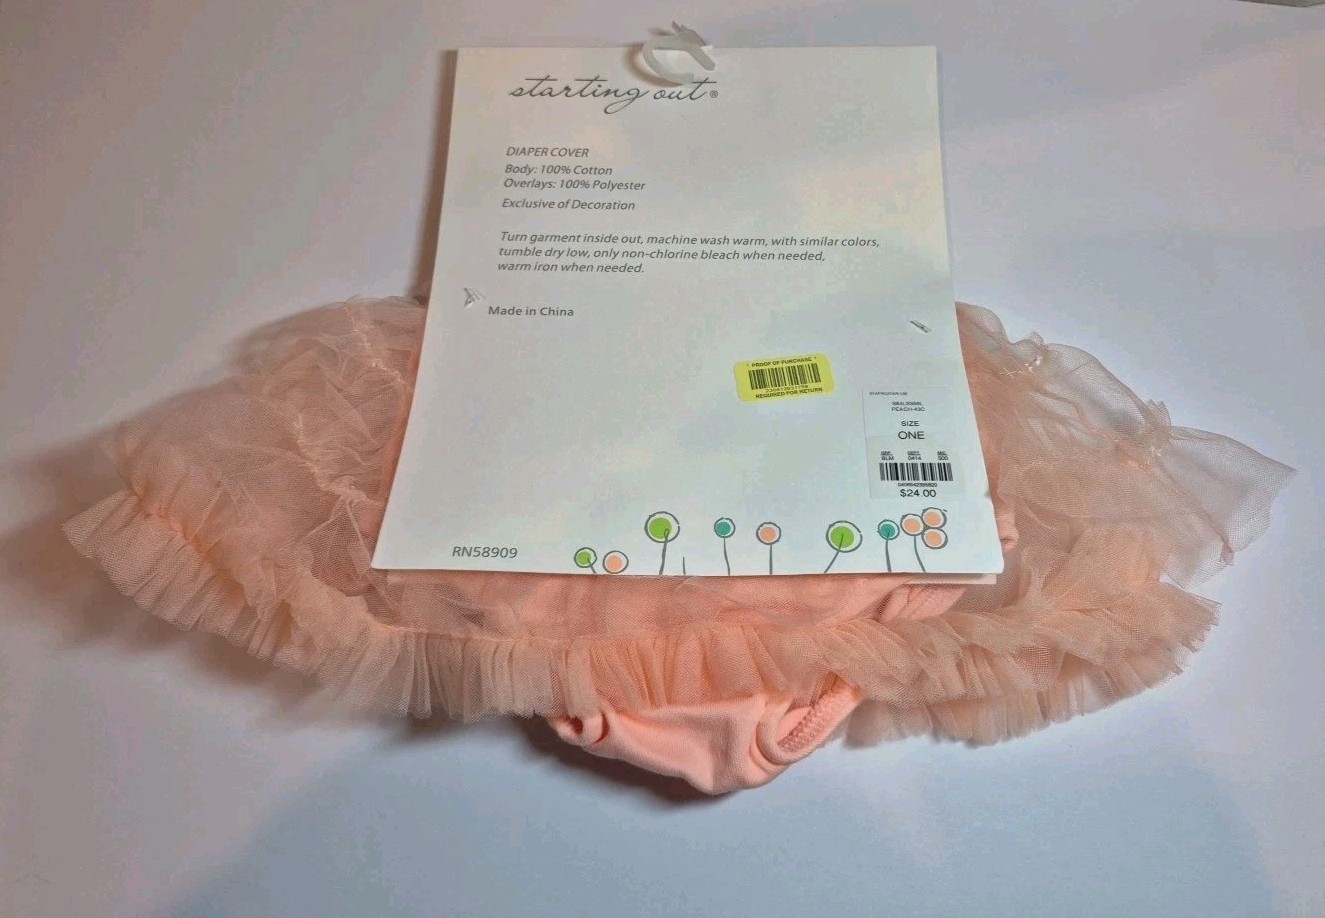 starting out®
DIAPER COVER
Body: 100% Cotton
Overlays: 100% Polyester
Exclusive of Decoration
Turn garment inside out, machine wash warm, with similar colors,
tumble dry low, only non-chlorine bleach when needed,
warm iron when needed.
Made in China
* PROOF OF PURCHASE *
REQUIRED FOR RETURN
PEACH-43C
SIZE
ONE
$24.00
RN58909